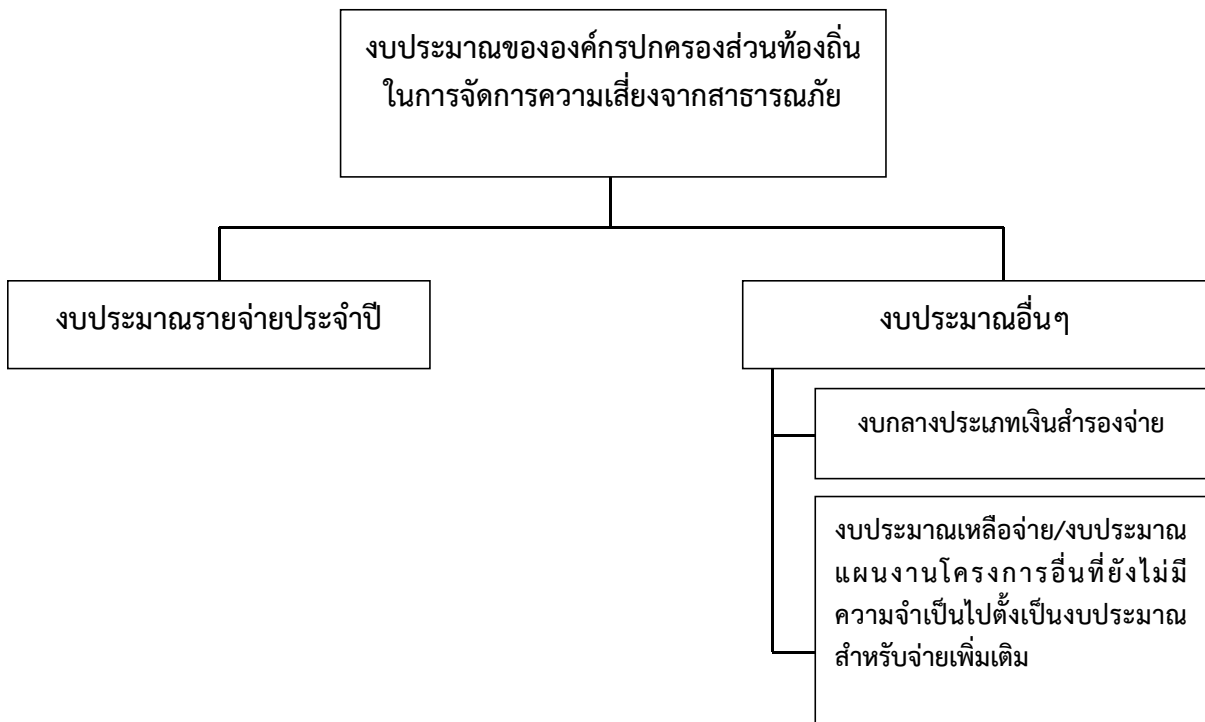 งบประมาณขององค์กรปกครองส่วนท้องถิ่น
ในการจัดการความเสี่ยงจากสาธารณภัย
งบประมาณรายจ่ายประจำปี
งบประมาณอื่นๆ
งบกลางประเภทเงินสำรองจ่าย
งบประมาณเหลือจ่าย/งบประมาณ
แผนงานโครงการอื่นที่ยังไม่มี
ความจำเป็นไปตั้งเป็นงบประมาณ
สำหรับจ่ายเพิ่มเติม